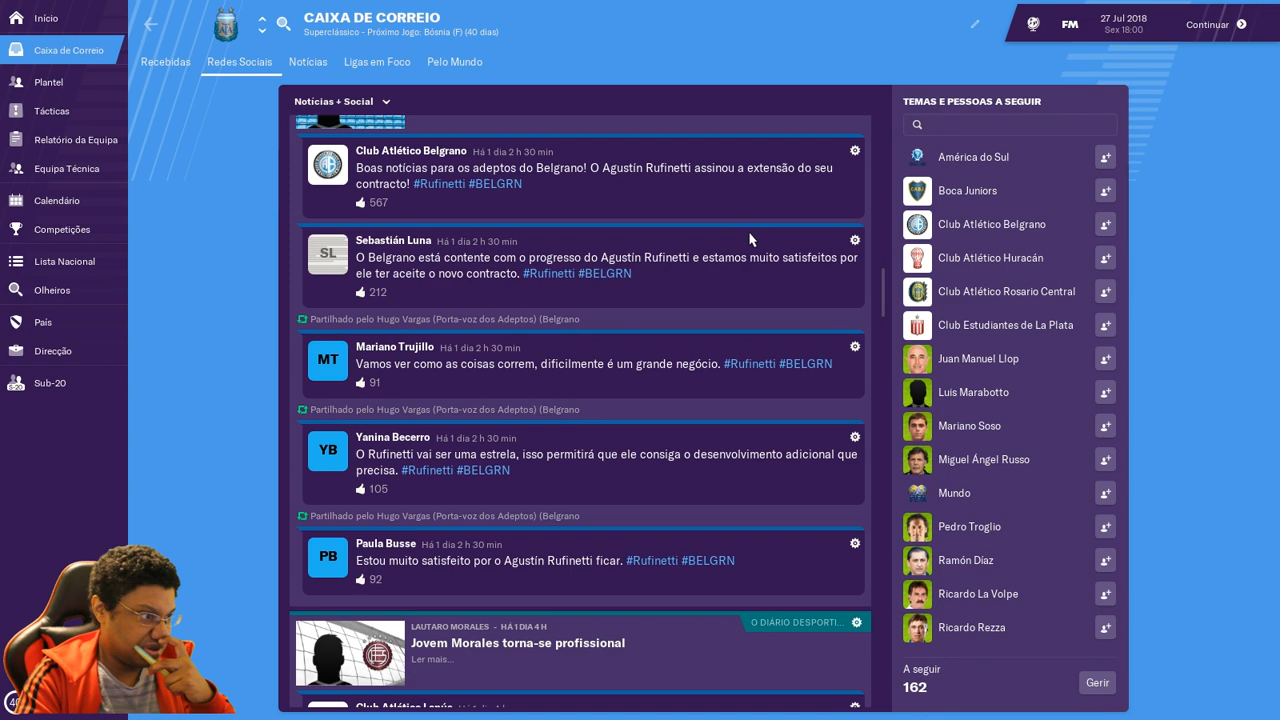 Início
Caixa de Correio
Plantel
Tácticas
Relatório da Equipa
Equipa Técnica
Calendário
Competições
Lista Nacional
Olheiros
País
Direcção
Sub-20
CAIXA DE CORREIO
Superclássico - Próximo Jogo: Bósnia (F) (40 dias)
FM
27 Jul 2018
Sex 18:00
Continuar
Recebidas
Redes Sociais
Notícias
Ligas em Foco
Pelo Mundo
Notícias + Social
Club Atlético Belgrano Há 1 dia 2 h 30 min
Boas notícias para os adeptos do Belgrano! O Agustín Rufinetti assinou a extensão do seu
contracto! #Rufinetti #BELGRN
567
SL
Sebastián Luna Há 1 dia 2 h 30 min
O Belgrano está contente com o progresso do Agustín Rufinetti e estamos muito satisfeitos por
ele ter aceite o novo contracto. #Rufinetti #BELGRN
212
Partilhado pelo Hugo Vargas (Porta-voz dos Adeptos) (Belgrano
MT
Mariano Trujillo Há 1 dia 2 h 30 min
Vamos ver como as coisas correm, dificilmente é um grande negócio. #Rufinetti #BELGRN
91
Partilhado pelo Hugo Vargas (Porta-voz dos Adeptos) (Belgrano
YB
Yanina Becerro Há 1 dia 2 h 30 min
O Rufinetti vai ser uma estrela, isso permitirá que ele consiga o desenvolvimento adicional que
precisa. #Rufinetti #BELGRN
105
Partilhado pelo Hugo Vargas (Porta-voz dos Adeptos) (Belgrano
PB
Paula Busse Há 1 dia 2 h 30 min
Estou muito satisfeito por o Agustín Rufinetti ficar. #Rufinetti #BELGRN
92
LAUTARO MORALES - HÁ 1 DIA 4 H
O DIÁRIO DESPORTI...
Jovem Morales torna-se profissional
Ler mais...
TEMAS E PESSOAS A SEGUIR
América do Sul
Boca Juniors
Club Atlético Belgrano
Club Atlético Huracán
Club Atlético Rosario Central
Club Estudiantes de La Plata
Juan Manuel Llop
Luis Marabotto
Mariano Soso
Miguel Ángel Russo
Mundo
Pedro Troglio
Ramón Díaz
Ricardo La Volpe
Ricardo Rezza
A seguir
162
Gerir